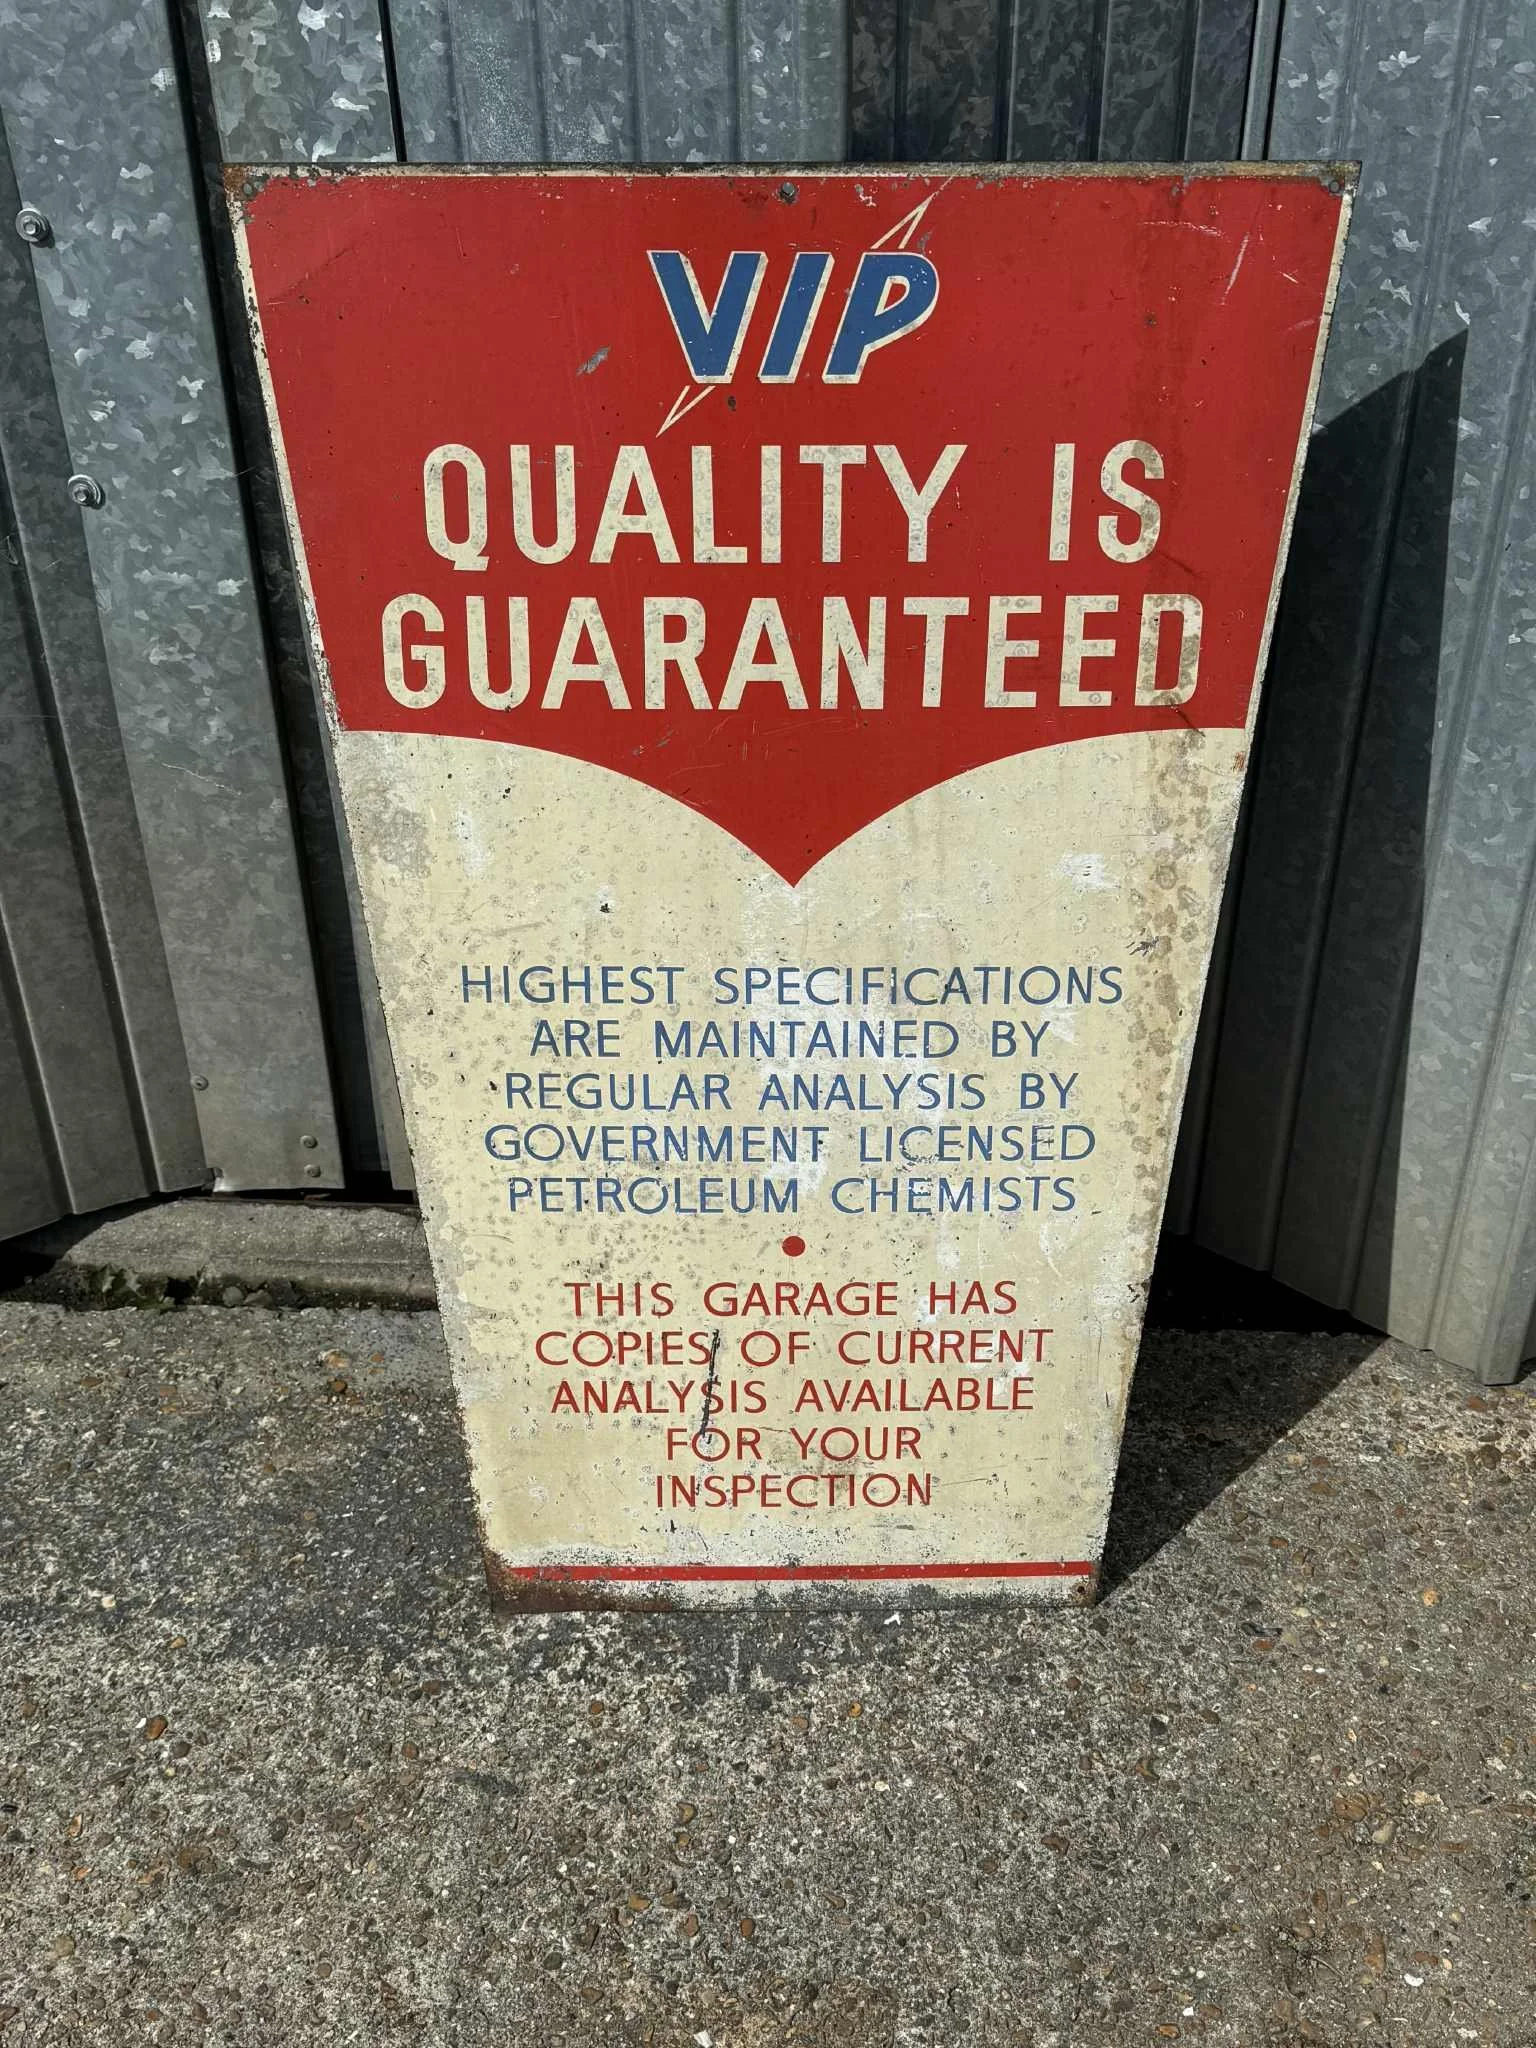 VIP
QUALITY IS
GUARANTEED
HIGHEST SPECIFICATIONS
ARE MAINTAINED BY
REGULAR ANALYSIS BY
GOVERNMENT LICENSED
PETROLEUM CHEMISTS
•
THIS GARAGE HAS
COPIES OF CURRENT
ANALYSIS AVAILABLE
FOR YOUR
INSPECTION